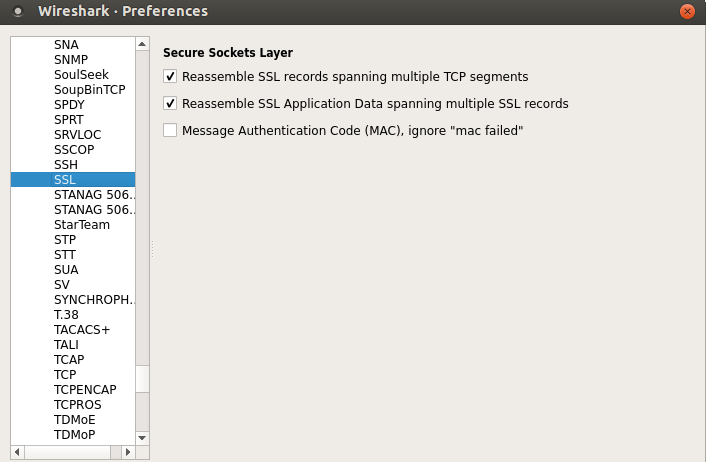 Wireshark · Preferences
SNA
SNMP
SoulSeek
SoupBinTCP
SPDY
SPRT
SRVLOC
SSCOP
SSH
SSL
STANAG 506...
STANAG 506...
StarTeam
STP
STT
SUA
SV
SYNCHROPH...
T.38
TACACS+
TALI
TCAP
TCP
TCPENCAP
TCPROS
TDMoE
TDMoP
Secure Sockets Layer
Reassemble SSL records spanning multiple TCP segments
Reassemble SSL Application Data spanning multiple SSL records
Message Authentication Code (MAC), ignore "mac failed"